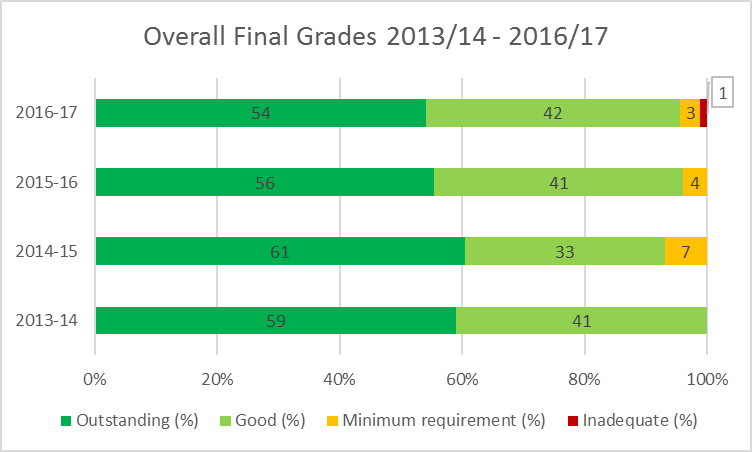 Overall Final Grades 2013/14 - 2016/17
1
2016-17 54 42 3
2015-16 56 41 4
2014-15 61 33 7
2013-14 59 41
0% 20% 40% 60% 80% 100%
Outstanding (%) Good (%) Minimum requirement (%) Inadequate (%)